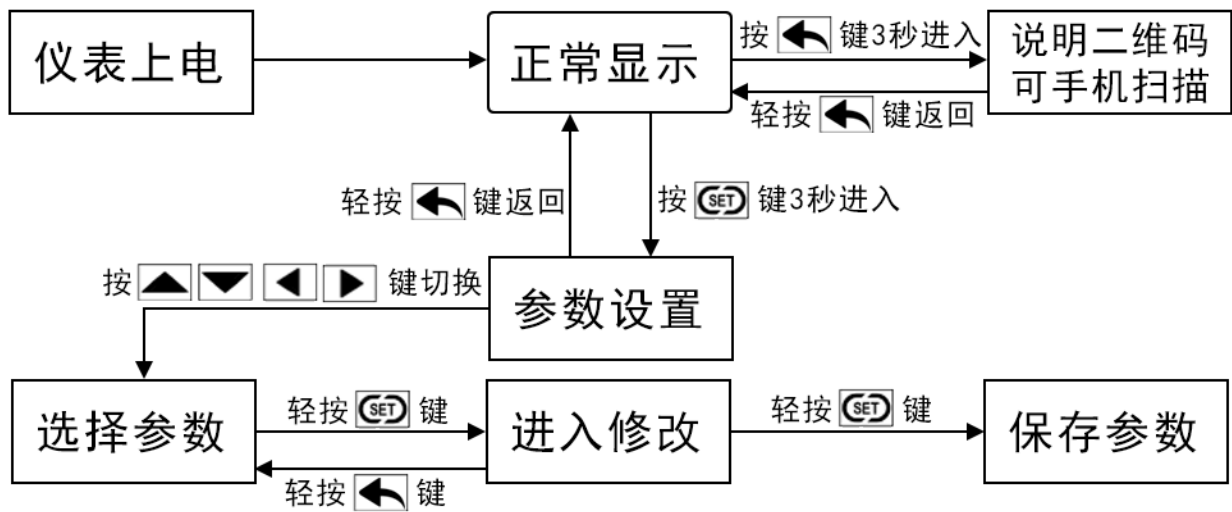 仪表上电
正常显示
按 键3秒进入
轻按 键返回
说明二维码
可手机扫描
轻按 键返回
按 SET 键3秒进入
按 键切换
参数设置
选择参数
轻按 SET 键
轻按 键
进入修改
轻按 SET 键
保存参数